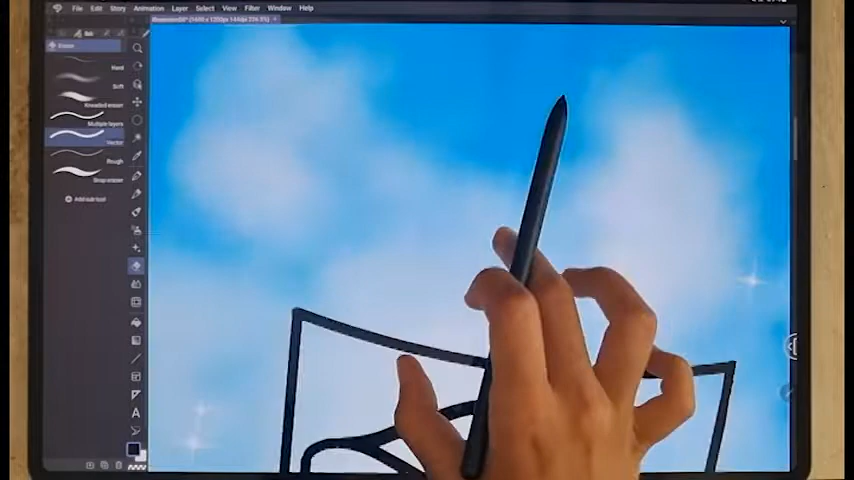 File Edit Story Animation Layer Select View Filter Window Help
Eraser
Hard
Soft
Kneaded eraser
Multiple layers
Vector
Rough
Snap eraser
Add sub tool
A